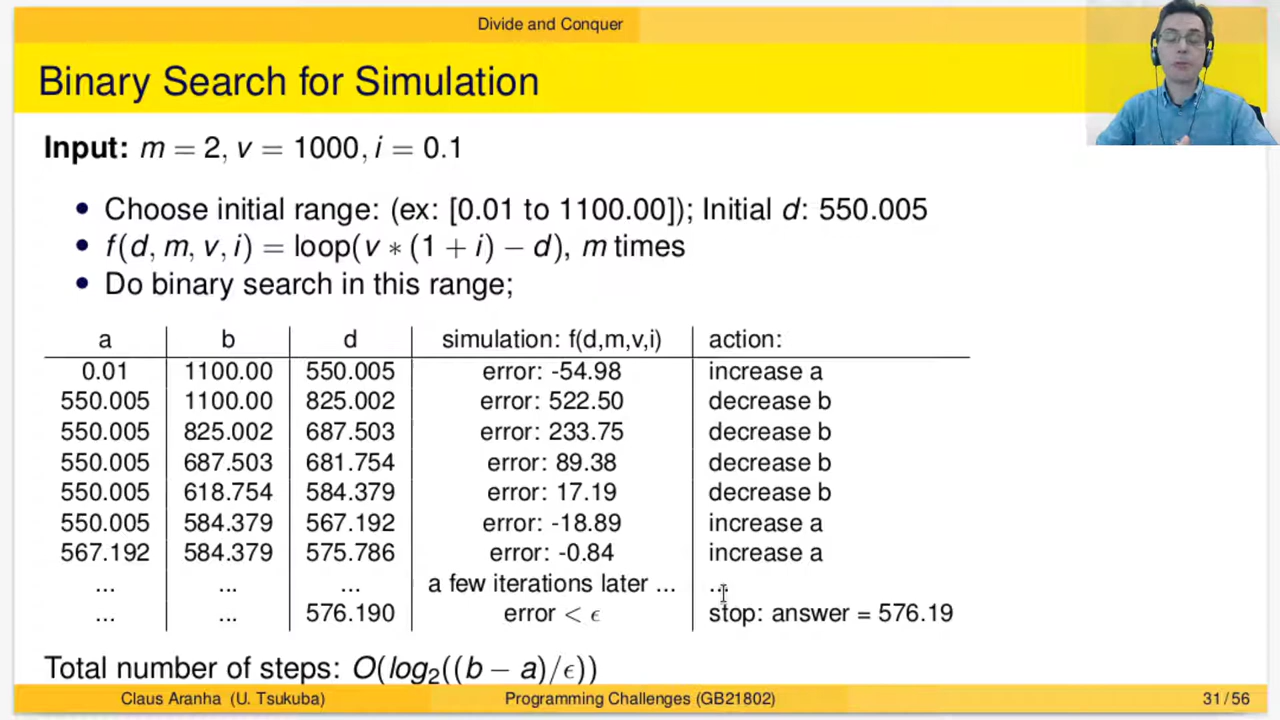 Divide and Conquer
Binary Search for Simulation
Input: m = 2, v = 1000, i = 0.1
• Choose initial range: (ex: [0.01 to 1100.00]); Initial d: 550.005
• f(d, m, v, i) = loop(v ∗ (1 + i) − d), m times
• Do binary search in this range;
a b d simulation: f(d,m,v,i) action:
0.01 1100.00 550.005 error: -54.98 increase a
550.005 1100.00 825.002 error: 522.50 decrease b
550.005 825.002 687.503 error: 233.75 decrease b
550.005 687.503 681.754 error: 89.38 decrease b
550.005 618.754 584.379 error: 17.19 decrease b
550.005 584.379 567.192 error: -18.89 increase a
567.192 584.379 575.786 error: -0.84 increase a
... ... ... a few iterations later ... ...
... ... 576.190 error < ϵ stop: answer = 576.19
Total number of steps: O(log₂((b − a)/ϵ))
Claus Aranha (U. Tsukuba) Programming Challenges (GB21802) 31 / 56